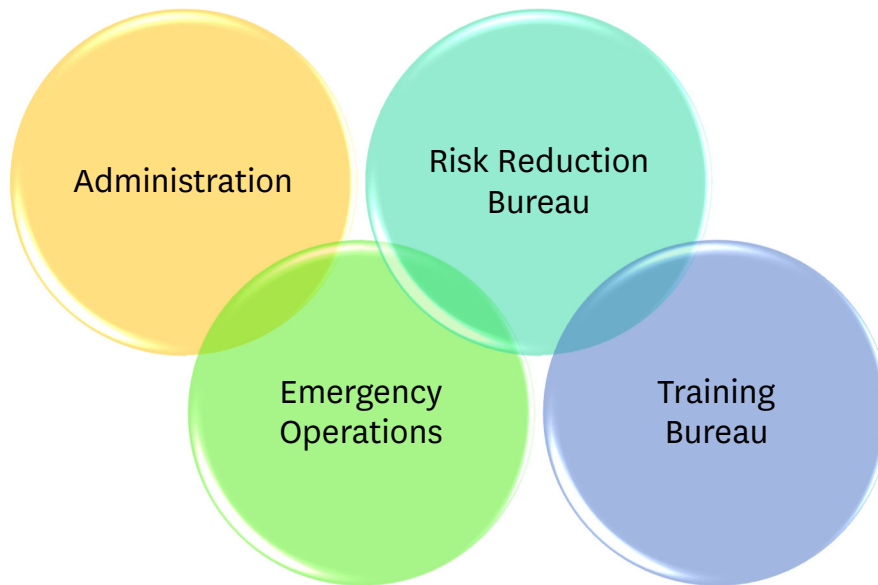 Administration
Risk Reduction
Bureau
Emergency
Operations
Training
Bureau